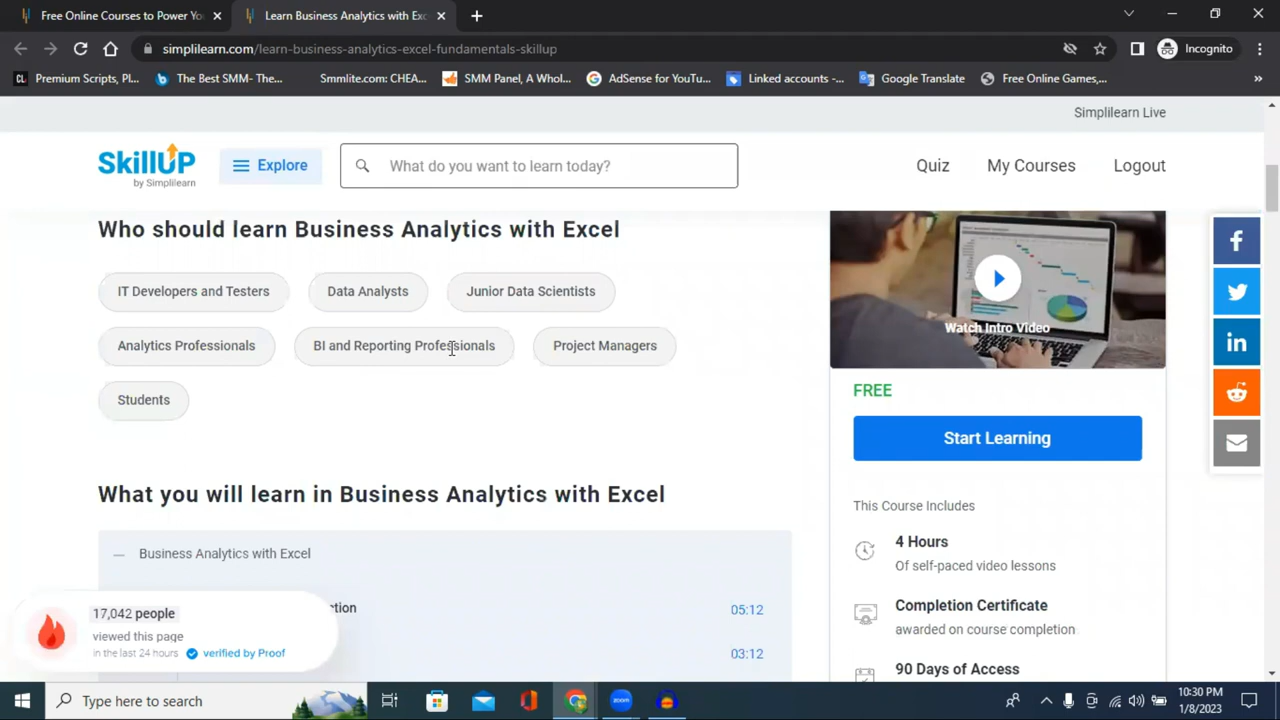 Free Online Courses to Power Yo
Learn Business Analytics with Exc
simplilearn.com/learn-business-analytics-excel-fundamentals-skillup
Incognito
CL Premium Scripts, Pl...
b The Best SMM- The...
Smmlite.com: CHEA...
SMM Panel, A Whol...
G AdSense for YouTu...
Linked accounts -...
Google Translate
Free Online Games,...
»
Simplilearn Live
SkillUP
by Simplilearn
Explore
What do you want to learn today?
Quiz
My Courses
Logout
Who should learn Business Analytics with Excel
IT Developers and Testers
Data Analysts
Junior Data Scientists
Analytics Professionals
BI and Reporting Professionals
Project Managers
Students
Watch Intro Video
FREE
Start Learning
This Course Includes
4 Hours
Of self-paced video lessons
Completion Certificate
awarded on course completion
90 Days of Access
What you will learn in Business Analytics with Excel
Business Analytics with Excel
05:12
03:12
17,042 people
viewed this page
in the last 24 hours
verified by Proof
Type here to search
zoom
10:30 PM
1/8/2023